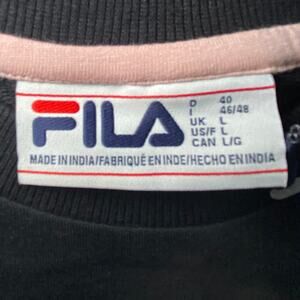 FILA
D 40
I 46/48
UK L
US/F L
CAN L/G
MADE IN INDIA/FABRIQUÉ EN INDE/HECHO EN INDIA